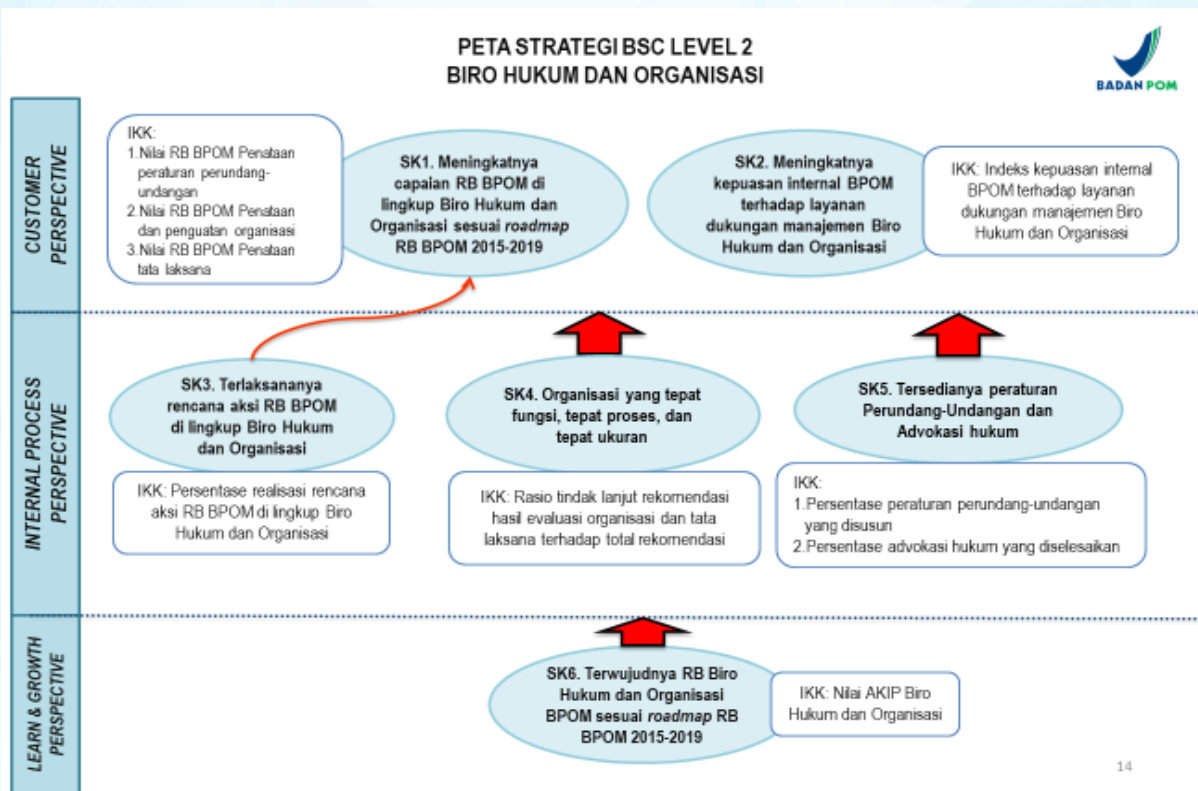 PETA STRATEGI BSC LEVEL 2
BIRO HUKUM DAN ORGANISASI
BADAN POM
CUSTOMER
PERSPECTIVE
IKK:
1.Nilai RB BPOM Penataan
peraturan perundang-
undangan
2.Nilai RB BPOM Penataan
dan penguatan organisasi
3.Nilai RB BPOM Penataan
tata laksana
SK1. Meningkatnya
capaian RB BPOM di
lingkup Biro Hukum dan
Organisasi sesuai roadmap
RB BPOM 2015-2019
SK2. Meningkatnya
kepuasan internal BPOM
terhadap layanan
dukungan manajemen Biro
Hukum dan Organisasi
IKK: Indeks kepuasan internal
BPOM terhadap layanan
dukungan manajemen Biro
Hukum dan Organisasi
INTERNAL PROCESS
PERSPECTIVE
SK3. Terlaksananya
rencana aksi RB BPOM
di lingkup Biro Hukum
dan Organisasi
IKK: Persentase realisasi rencana
aksi RB BPOM di lingkup Biro
Hukum dan Organisasi
SK4. Organisasi yang tepat
fungsi, tepat proses, dan
tepat ukuran
IKK: Rasio tindak lanjut rekomendasi
hasil evaluasi organisasi dan tata
laksana terhadap total rekomendasi
SK5. Tersedianya peraturan
Perundang-Undangan dan
Advokasi hukum
IKK:
1.Persentase peraturan perundang-undangan
yang disusun
2.Persentase advokasi hukum yang diselesaikan
LEARN & GROWTH
PERSPECTIVE
SK6. Terwujudnya RB Biro
Hukum dan Organisasi
BPOM sesuai roadmap RB
BPOM 2015-2019
IKK: Nilai AKIP Biro
Hukum dan Organisasi
14